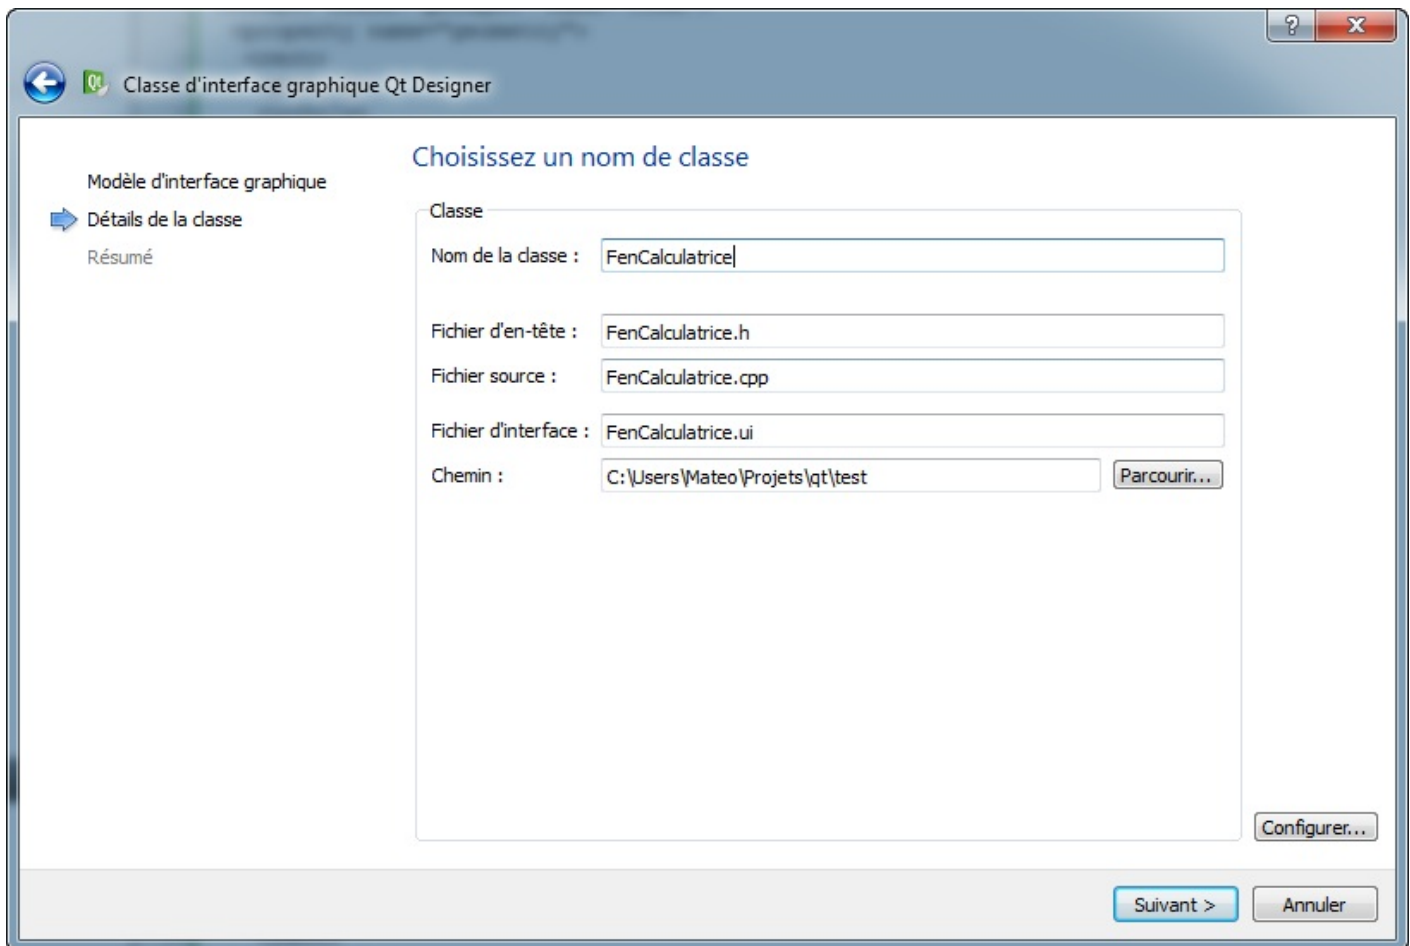 ?
Qt Classe d'interface graphique Qt Designer
Modèle d'interface graphique
Détails de la classe
Résumé
Choisissez un nom de classe
Classe
Nom de la classe : FenCalculatrice
Fichier d'en-tête : FenCalculatrice.h
Fichier source : FenCalculatrice.cpp
Fichier d'interface : FenCalculatrice.ui
Chemin : C:\Users\Mateo\Projets\qt\test Parcourir...
Configurer...
Suivant > Annuler